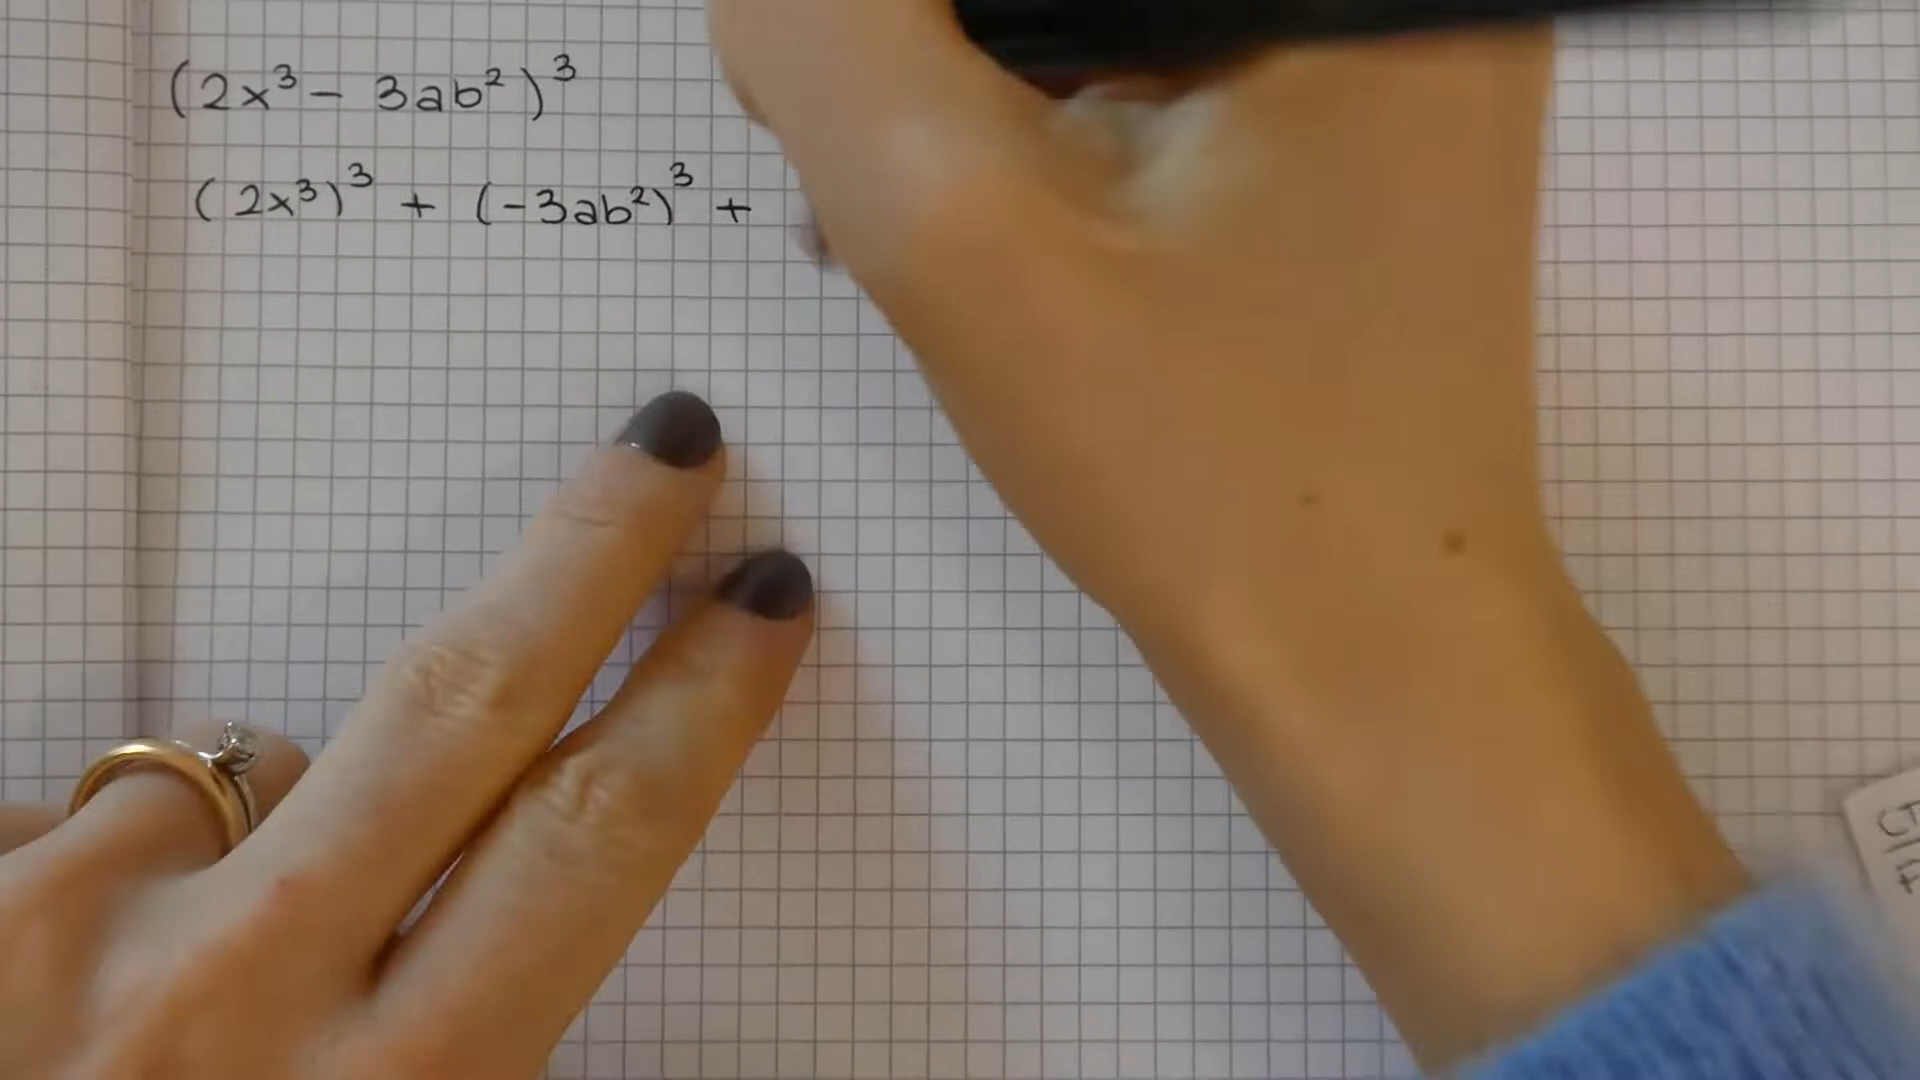 (2x³ - 3ab²)³
(2x³)³ + (-3ab²)³ +